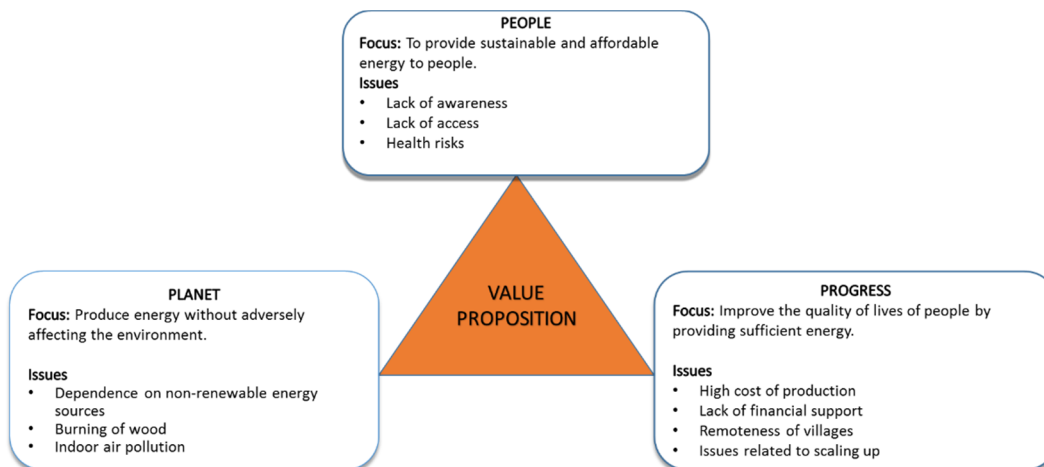 PEOPLE
Focus: To provide sustainable and affordable
energy to people.
Issues
• Lack of awareness
• Lack of access
• Health risks
PLANET
Focus: Produce energy without adversely
affecting the environment.
Issues
• Dependence on non-renewable energy
sources
• Burning of wood
• Indoor air pollution
VALUE
PROPOSITION
PROGRESS
Focus: Improve the quality of lives of people by
providing sufficient energy.
Issues
• High cost of production
• Lack of financial support
• Remoteness of villages
• Issues related to scaling up